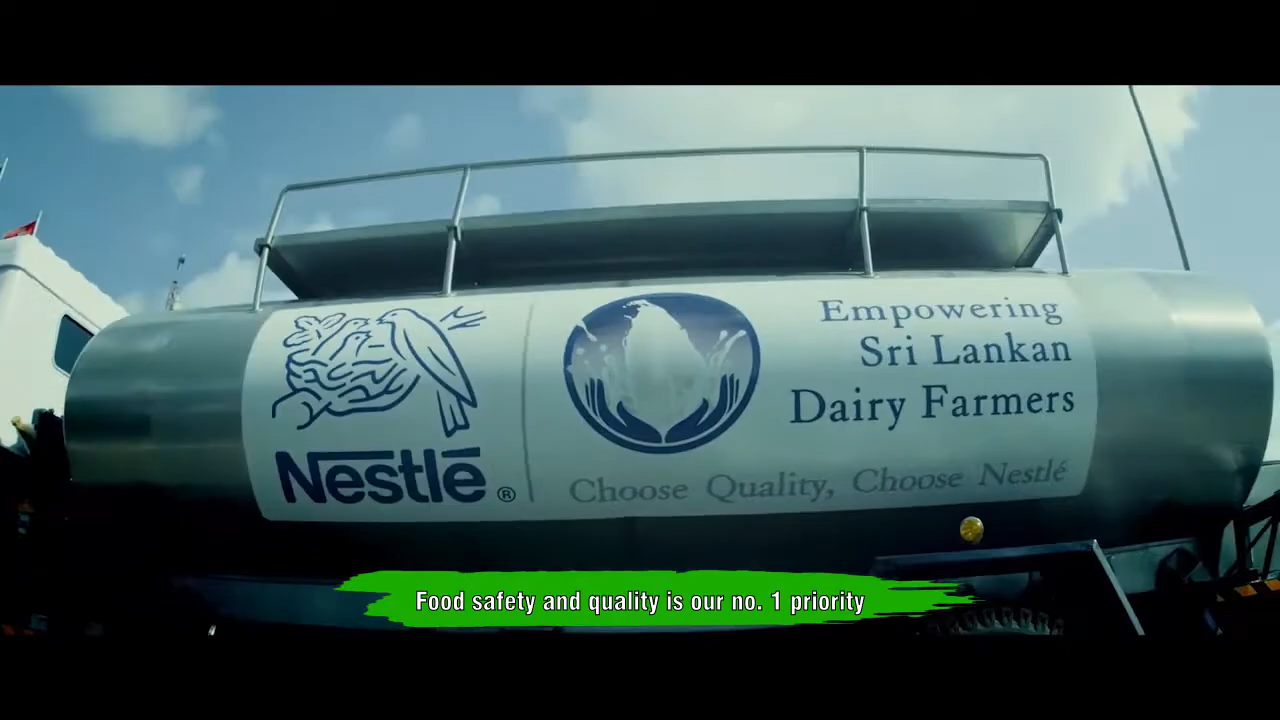 Nestlé ®
Empowering
Sri Lankan
Dairy Farmers
Choose Quality, Choose Nestlé
Food safety and quality is our no. 1 priority